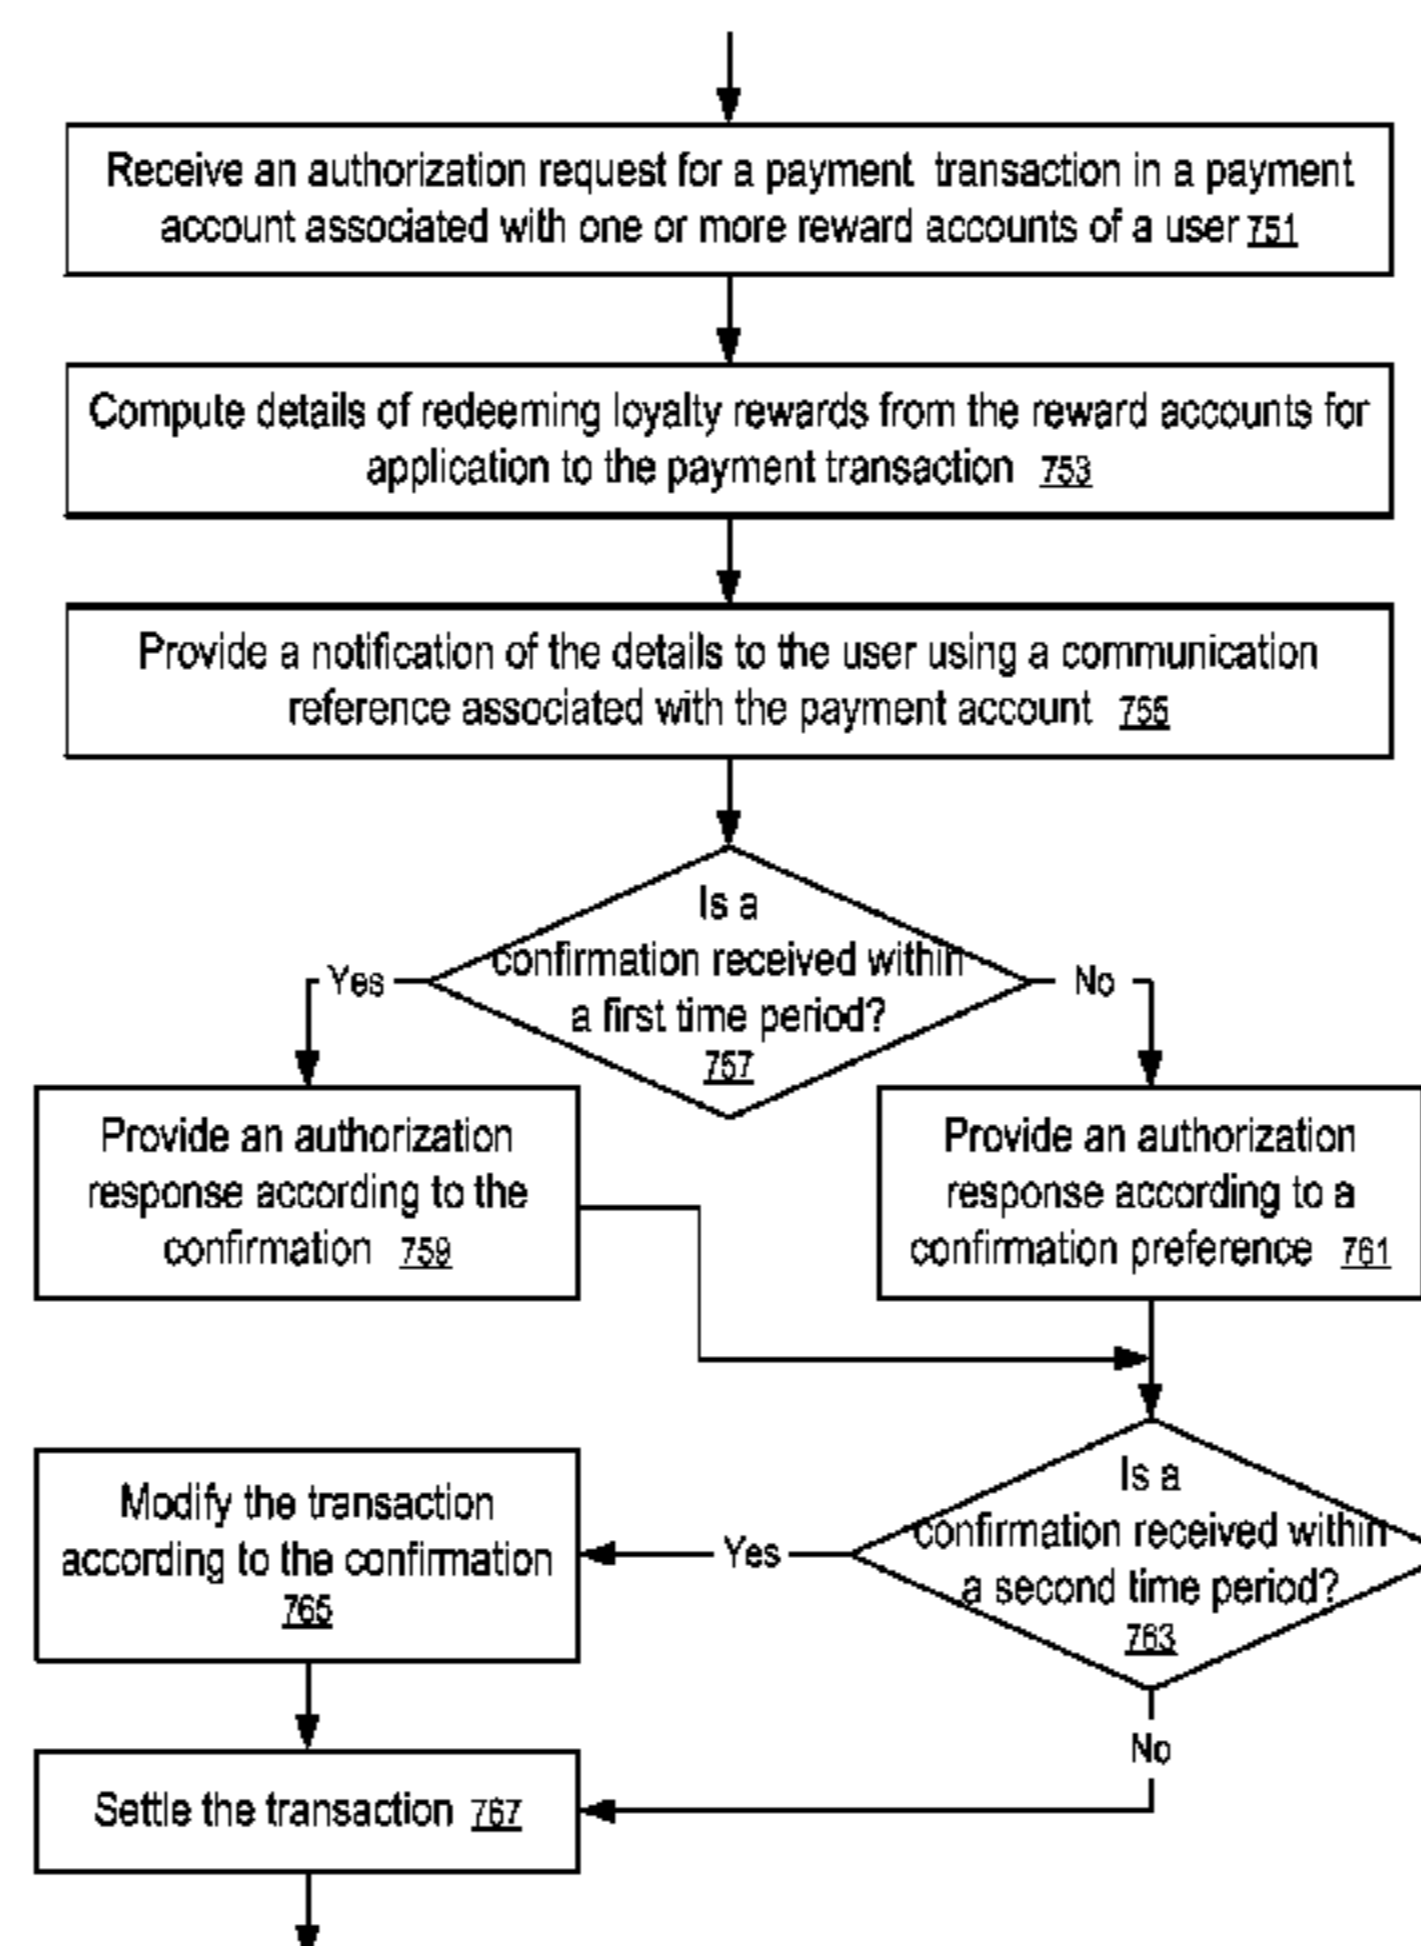 Receive an authorization request for a payment transaction in a payment
account associated with one or more reward accounts of a user 751
Compute details of redeeming loyalty rewards from the reward accounts for
application to the payment transaction 753
Provide a notification of the details to the user using a communication
reference associated with the payment account 755
Is a
confirmation received within
a first time period?
757
Yes
No
Provide an authorization
response according to the
confirmation 759
Provide an authorization
response according to a
confirmation preference 761
Is a
confirmation received within
a second time period?
763
Yes
No
Modify the transaction
according to the confirmation
765
Settle the transaction 767